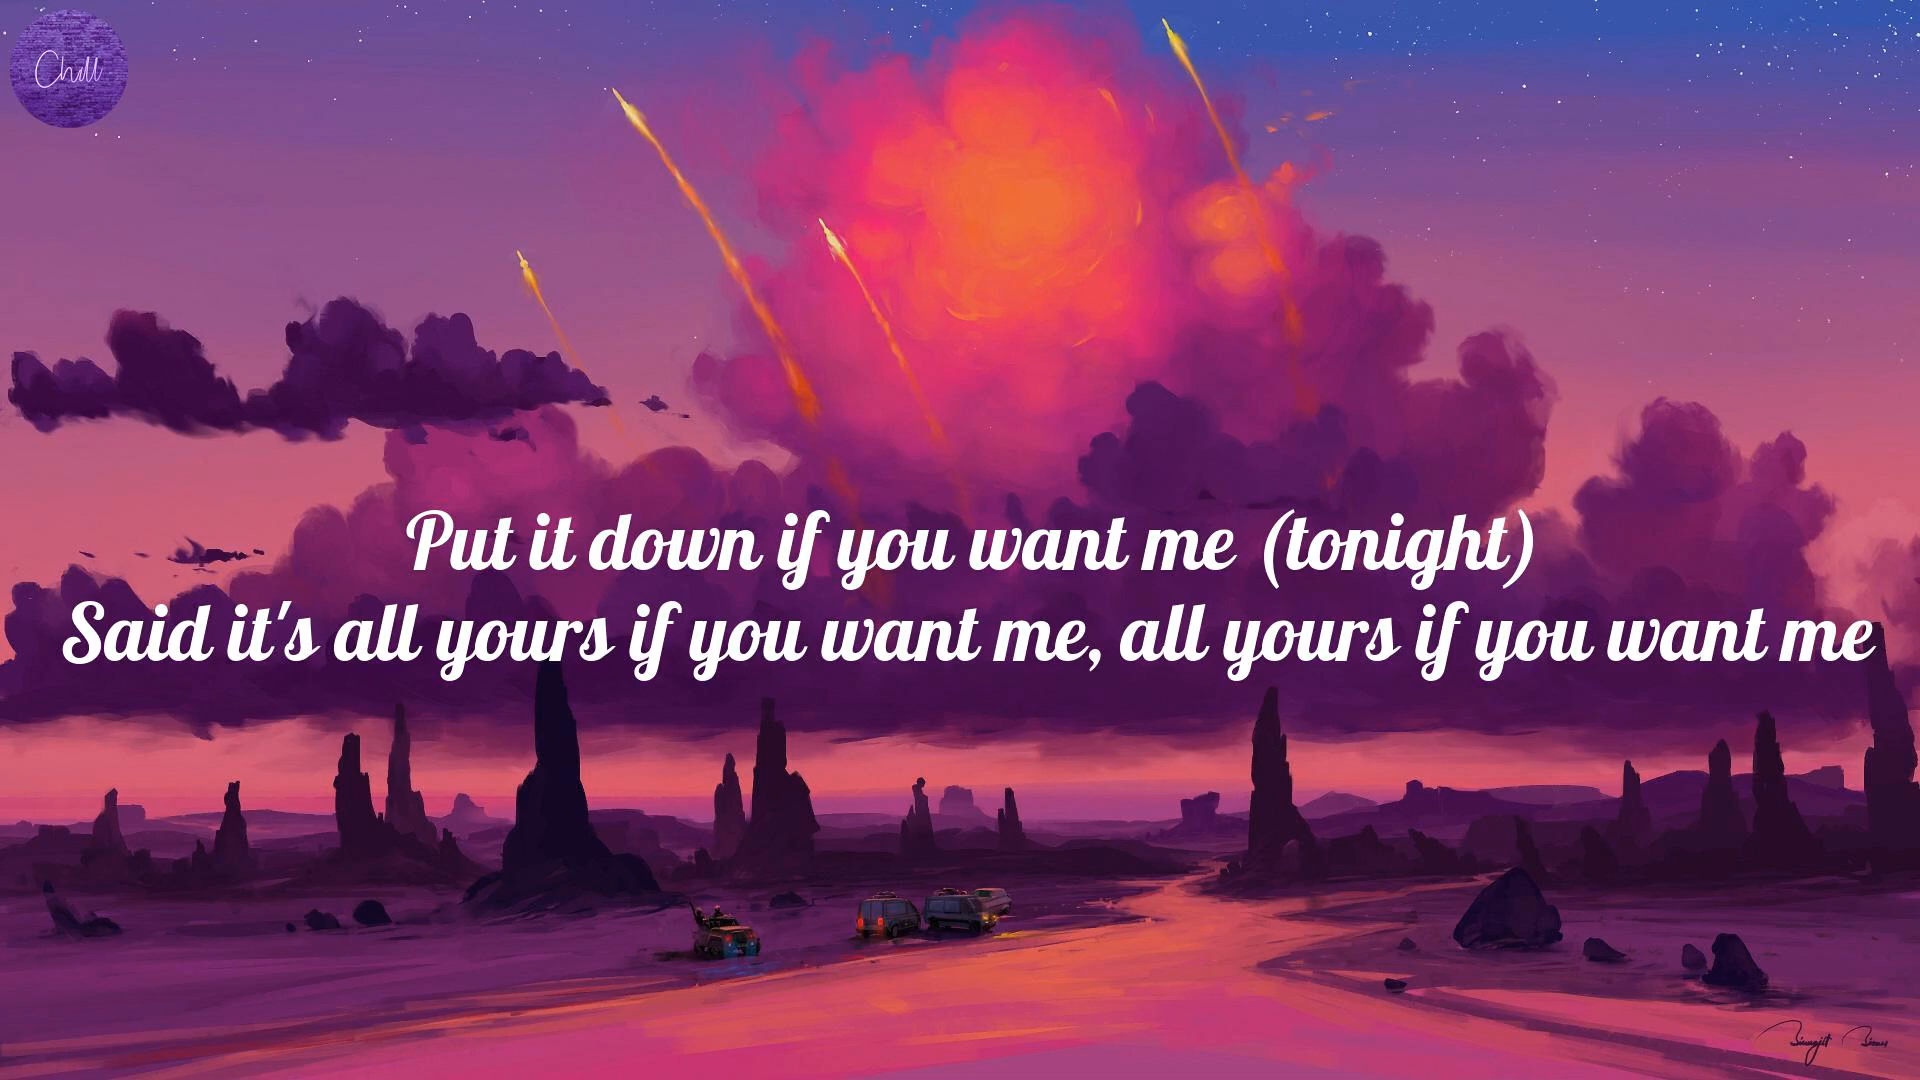 Chill
Put it down if you want me (tonight)
Said it's all yours if you want me, all yours if you want me